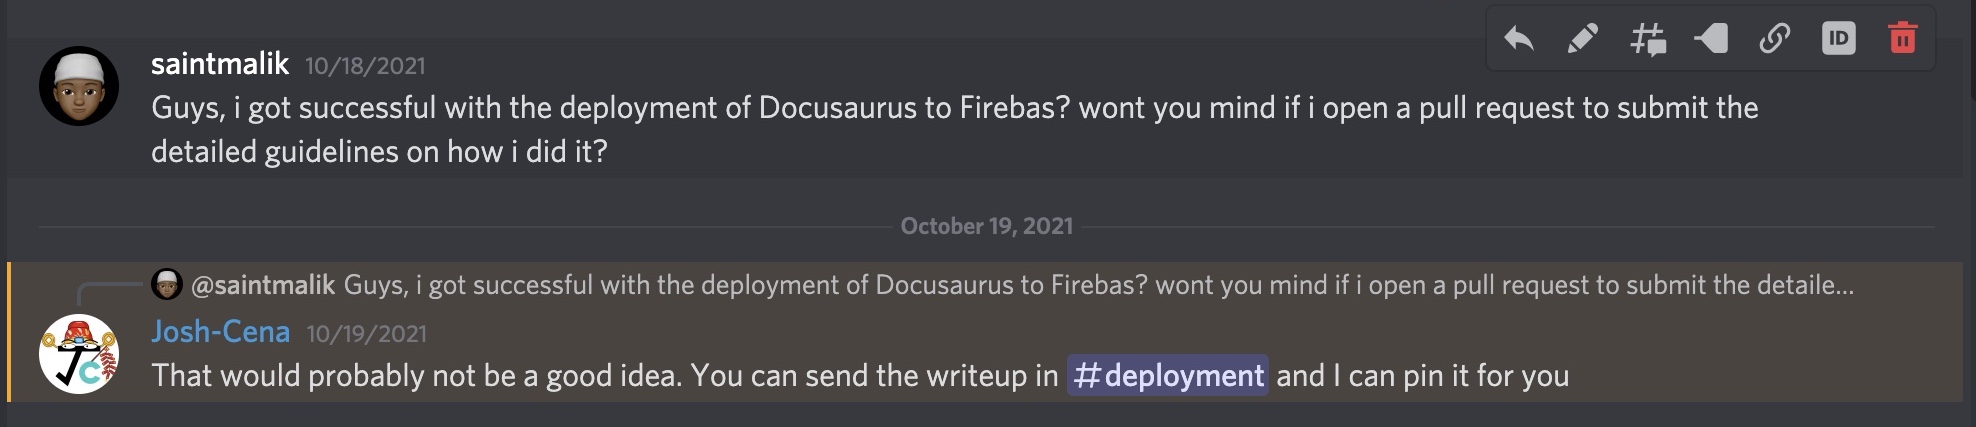 saintmalik 10/18/2021
ID
Guys, i got successful with the deployment of Docusaurus to Firebas? wont you mind if i open a pull request to submit the
detailed guidelines on how i did it?
October 19, 2021
@saintmalik Guys, i got successful with the deployment of Docusaurus to Firebas? wont you mind if i open a pull request to submit the detaile...
Josh-Cena 10/19/2021
That would probably not be a good idea. You can send the writeup in #deployment and I can pin it for you